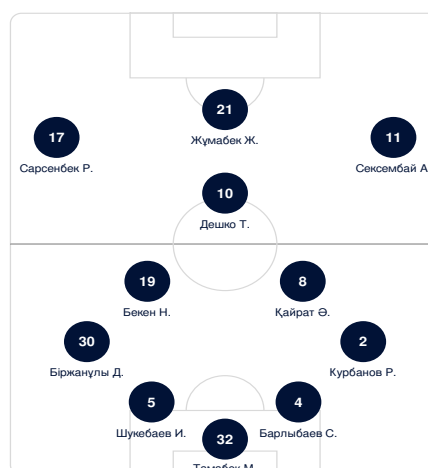 21
Жұмабек Ж.
17
11
Сарсенбек Р.
Сексембай А
10
Дешко Т.
19
8
Бекен Н.
Қайрат Ә.
30
2
Біржанұлы Д.
Курбанов Р.
5
4
Шукебаев И.
Барлыбаев С.
32